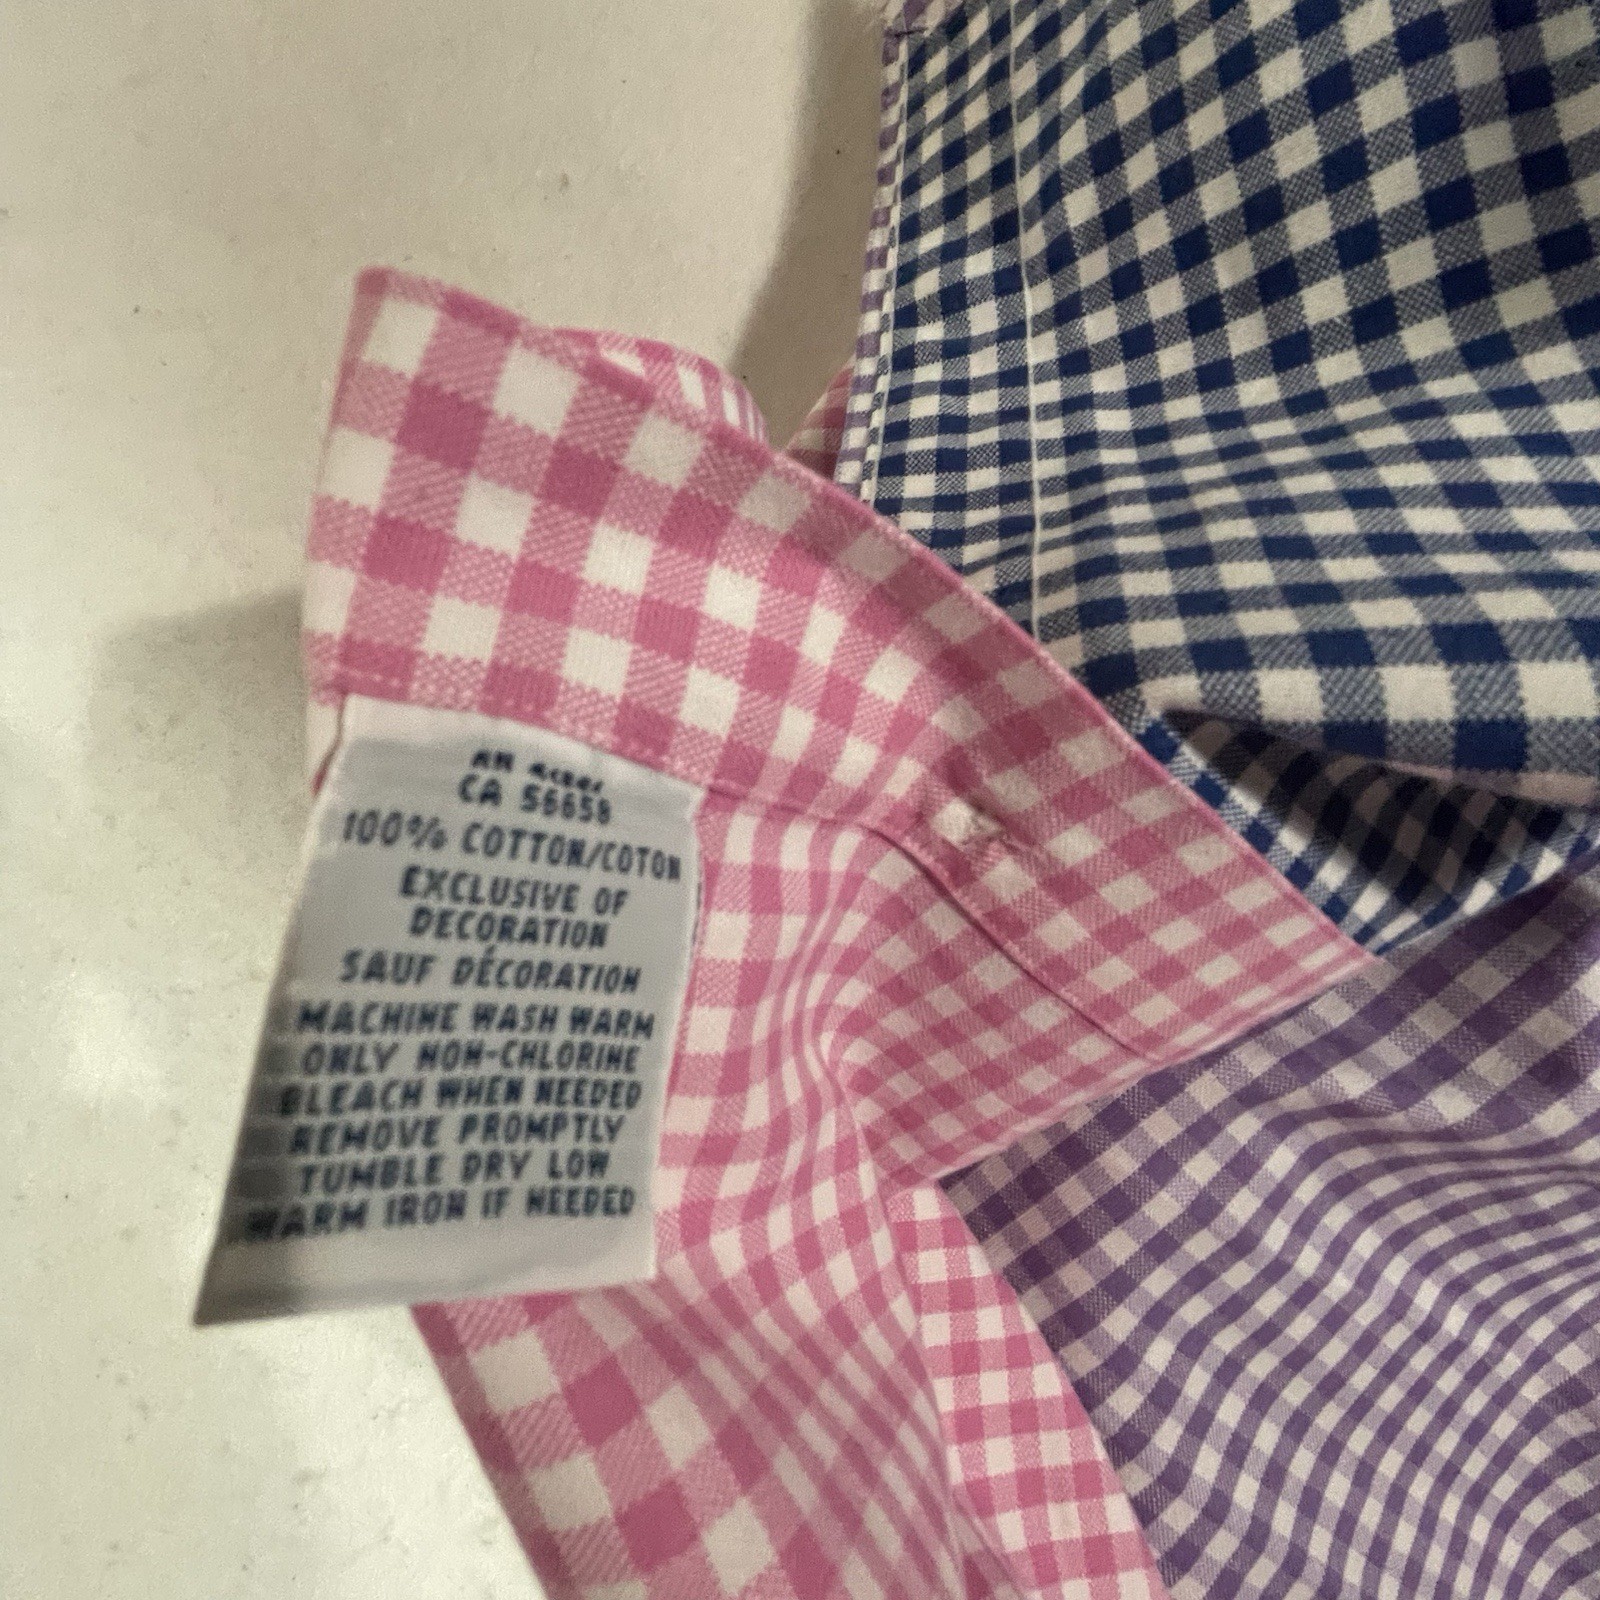 CA 56658
100% COTTON/COTON
EXCLUSIVE OF
DECORATION
SAUF DÉCORATION
MACHINE WASH WARM
ONLY NON-CHLORINE
BLEACH WHEN NEEDED
REMOVE PROMPTLY
TUMBLE DRY LOW
WARM IRON IF NEEDED